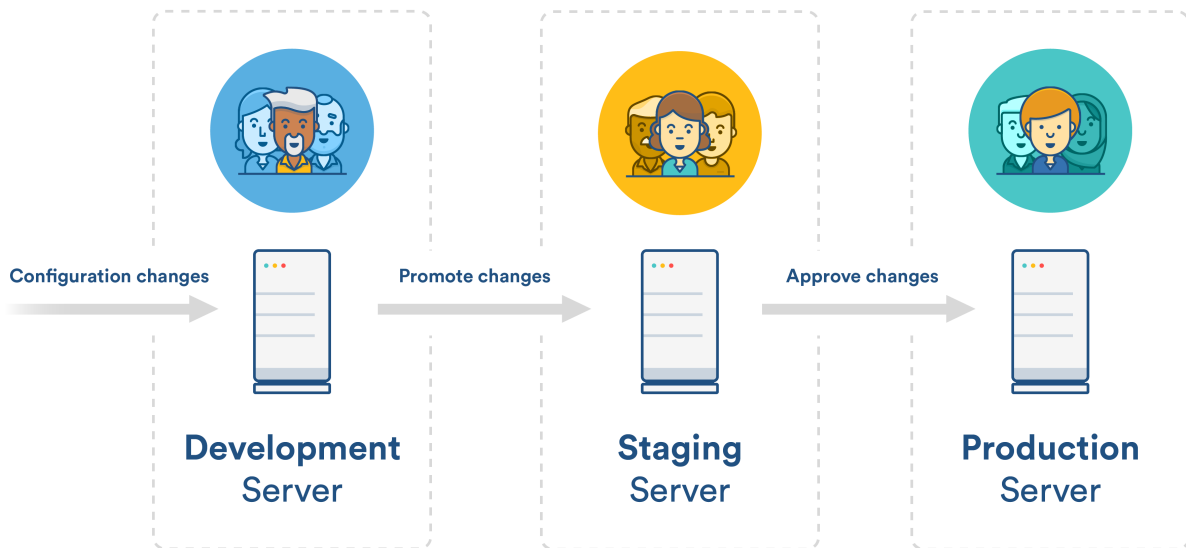 Configuration changes
Promote changes
Approve changes
Development
Server
Staging
Server
Production
Server